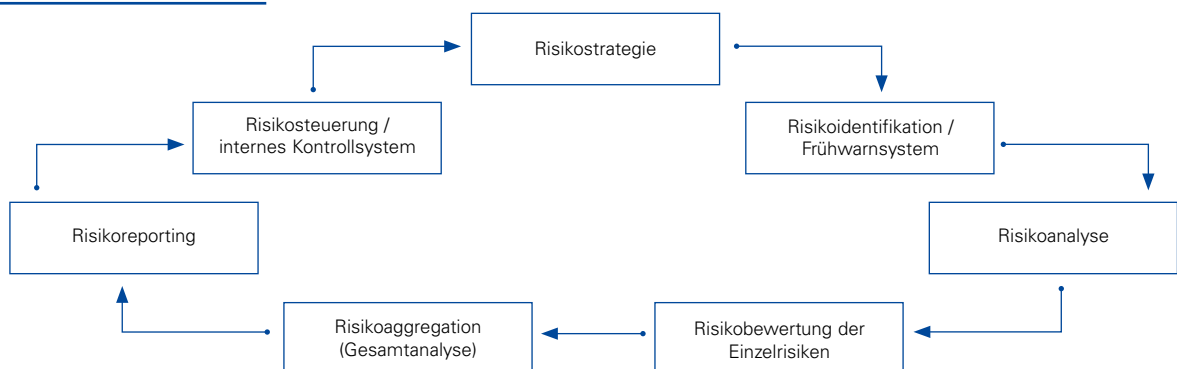 Risikostrategie
Risikosteuerung /
internes Kontrollsystem
Risikoidentifikation /
Frühwarnsystem
Risikoreporting
Risikoanalyse
Risikoaggregation
(Gesamtanalyse)
Risikobewertung der
Einzelrisiken